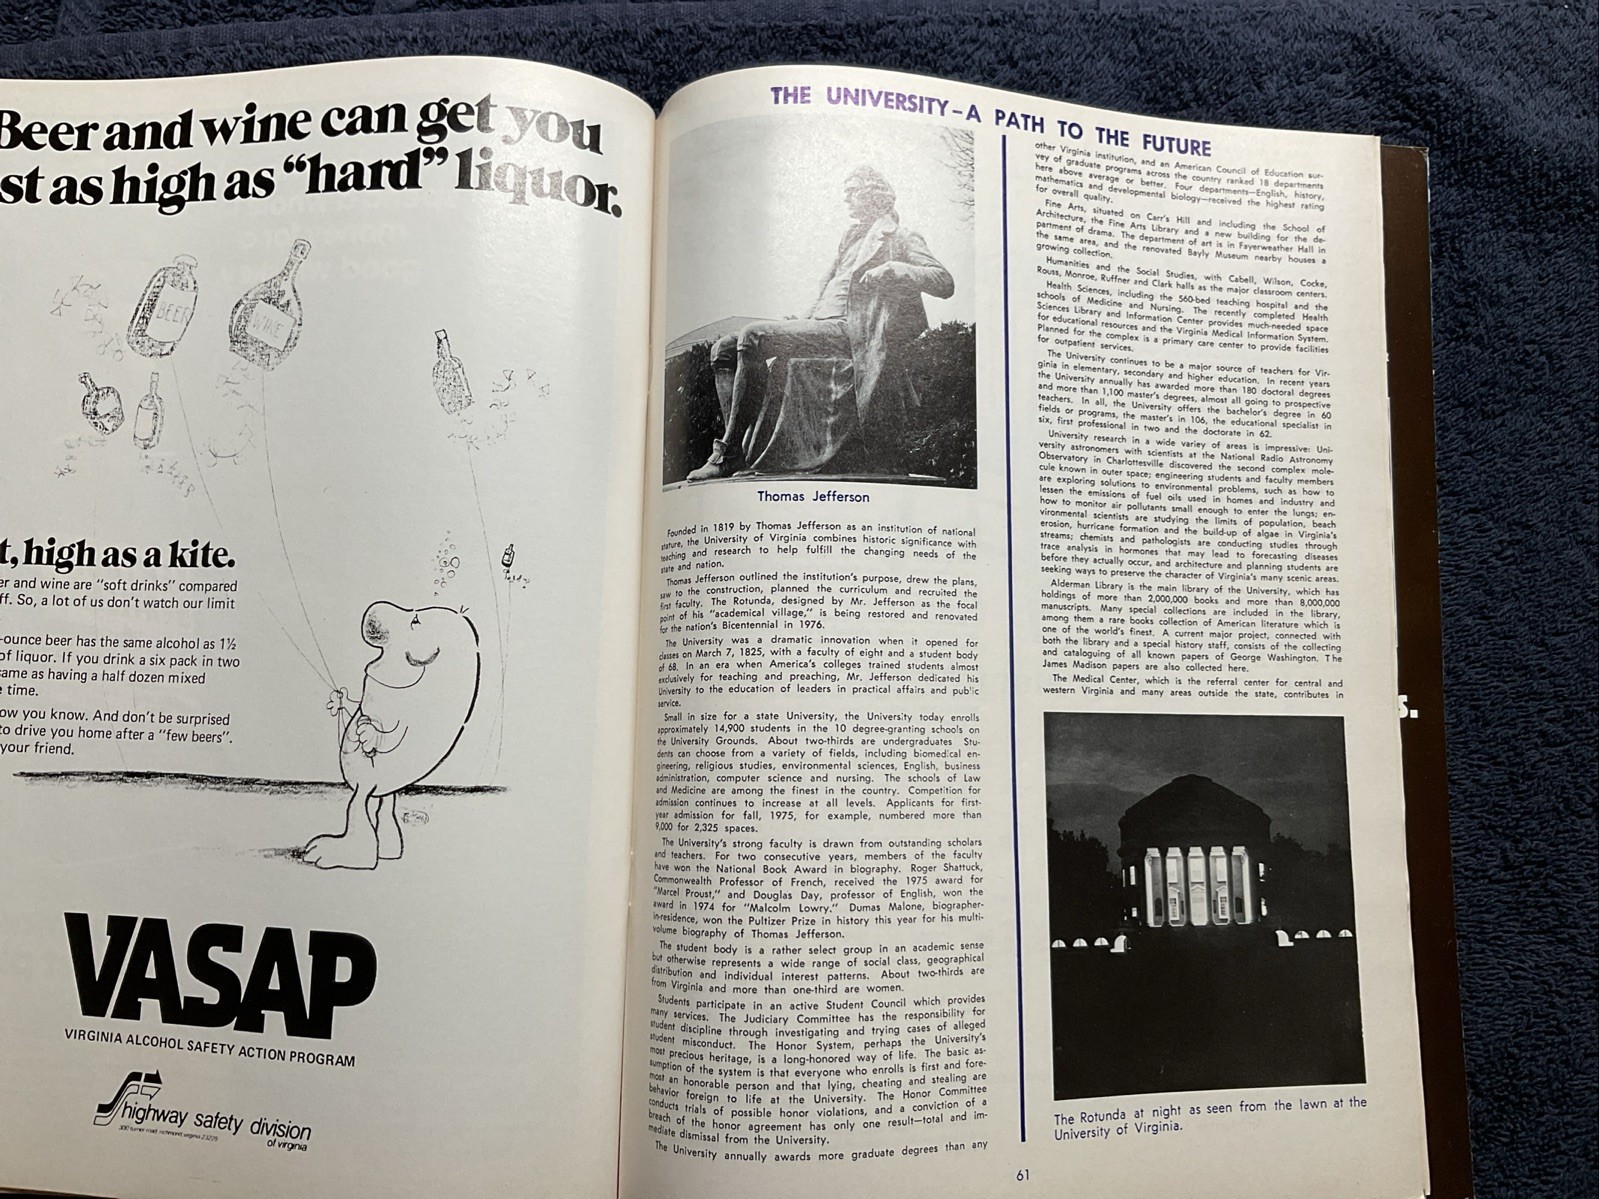 Beer and wine can get you
st as high as "hard" liquor.
BEER
WINE
t, high as a kite.
er and wine are "soft drinks" compared
ff. So, a lot of us don't watch our limit
-ounce beer has the same alcohol as 1½
of liquor. If you drink a six pack in two
same as having a half dozen mixed
e time.
ow you know. And don't be surprised
to drive you home after a "few beers".
your friend.
VASAP
VIRGINIA ALCOHOL SAFETY ACTION PROGRAM
highway safety division
of virginia
THE UNIVERSITY-A PATH TO THE FUTURE
Thomas Jefferson
Founded in 1819 by Thomas Jefferson as an institution of national
stature, the University of Virginia combines historic significance with
teaching and research to help fulfill the changing needs of the
state and nation.
Thomas Jefferson outlined the institution's purpose, drew the plans,
saw to the construction, planned the curriculum and recruited the
first faculty. The Rotunda, designed by Mr. Jefferson as the focal
point of his "academical village," is being restored and renovated
for the nation's Bicentennial in 1976.
The University was a dramatic innovation when it opened for
classes on March 7, 1825, with a faculty of eight and a student body
of 68. In an era when America's colleges trained students almost
exclusively for teaching and preaching, Mr. Jefferson dedicated his
University to the education of leaders in practical affairs and public
service.
Small in size for a state University, the University today enrolls
approximately 14,900 students in the 10 degree-granting schools on
the University Grounds. About two-thirds are undergraduates Stu-
dents can choose from a variety of fields, including biomedical en-
gineering, religious studies, environmental sciences, English, business
administration, computer science and nursing. The schools of Law
and Medicine are among the finest in the country. Competition for
admission continues to increase at all levels. Applicants for first-
year admission for fall, 1975, for example, numbered more than
9,000 for 2,325 spaces.
The University's strong faculty is drawn from outstanding scholars
and teachers. For two consecutive years, members of the faculty
have won the National Book Award in biography. Roger Shattuck,
Commonwealth Professor of French, received the 1975 award for
"Marcel Proust," and Douglas Day, professor of English, won the
award in 1974 for "Malcolm Lowry." Dumas Malone, biographer-
in-residence, won the Pultizer Prize in history this year for his multi-
volume biography of Thomas Jefferson.
The student body is a rather select group in an academic sense
but otherwise represents a wide range of social class, geographical
distribution and individual interest patterns. About two-thirds are
from Virginia and more than one-third are women.
Students participate in an active Student Council which provides
many services. The Judiciary Committee has the responsibility for
student discipline through investigating and trying cases of alleged
student misconduct. The Honor System, perhaps the University's
most precious heritage, is a long-honored way of life. The basic as-
sumption of the system is that everyone who enrolls is first and fore-
most an honorable person and that lying, cheating and stealing are
behavior foreign to life at the University. The Honor Committee
conducts trials of possible honor violations, and a conviction of a
breach of the honor agreement has only one result—total and im-
mediate dismissal from the University.
The University annually awards more graduate degrees than any
other Virginia institution, and an American Council of Education sur-
vey of graduate programs across the country ranked 18 departments
here above average or better. Four departments—English, history,
mathematics and developmental biology—received the highest rating
for overall quality.
Fine Arts, situated on Carr's Hill and including the School of
Architecture, the Fine Arts Library and a new building for the de-
partment of drama. The department of art is in Fayerweather Hall in
the same area, and the renovated Bayly Museum nearby houses a
growing collection.
Humanities and the Social Studies, with Cabell, Wilson, Cocke,
Rouss, Monroe, Ruffner and Clark halls as the major classroom centers.
Health Sciences, including the 560-bed teaching hospital and the
schools of Medicine and Nursing. The recently completed Health
Sciences Library and Information Center provides much-needed space
for educational resources and the Virginia Medical Information System.
Planned for the complex is a primary care center to provide facilities
for outpatient services.
The University continues to be a major source of teachers for Vir-
ginia in elementary, secondary and higher education. In recent years
the University annually has awarded more than 180 doctoral degrees
and more than 1,100 master's degrees, almost all going to prospective
teachers. In all, the University offers the bachelor's degree in 60
fields or programs, the master's in 106, the educational specialist in
six, first professional in two and the doctorate in 62.
University research in a wide variey of areas is impressive: Uni-
versity astronomers with scientists at the National Radio Astronomy
Observatory in Charlottesville discovered the second complex mole-
cule known in outer space; engineering students and faculty members
are exploring solutions to environmental problems, such as how to
lessen the emissions of fuel oils used in homes and industry and
how to monitor air pollutants small enough to enter the lungs; en-
vironmental scientists are studying the limits of population, beach
erosion, hurricane formation and the build-up of algae in Virginia's
streams; chemists and pathologists are conducting studies through
trace analysis in hormones that may lead to forecasting diseases
before they actually occur, and architecture and planning students are
seeking ways to preserve the character of Virginia's many scenic areas.
Alderman Library is the main library of the University, which has
holdings of more than 2,000,000 books and more than 8,000,000
manuscripts. Many special collections are included in the library,
among them a rare books collection of American literature which is
one of the world's finest. A current major project, connected with
both the library and a special history staff, consists of the collecting
and cataloguing of all known papers of George Washington. The
James Madison papers are also collected here.
The Medical Center, which is the referral center for central and
western Virginia and many areas outside the state, contributes in
The Rotunda at night as seen from the lawn at the
University of Virginia.
61
s.